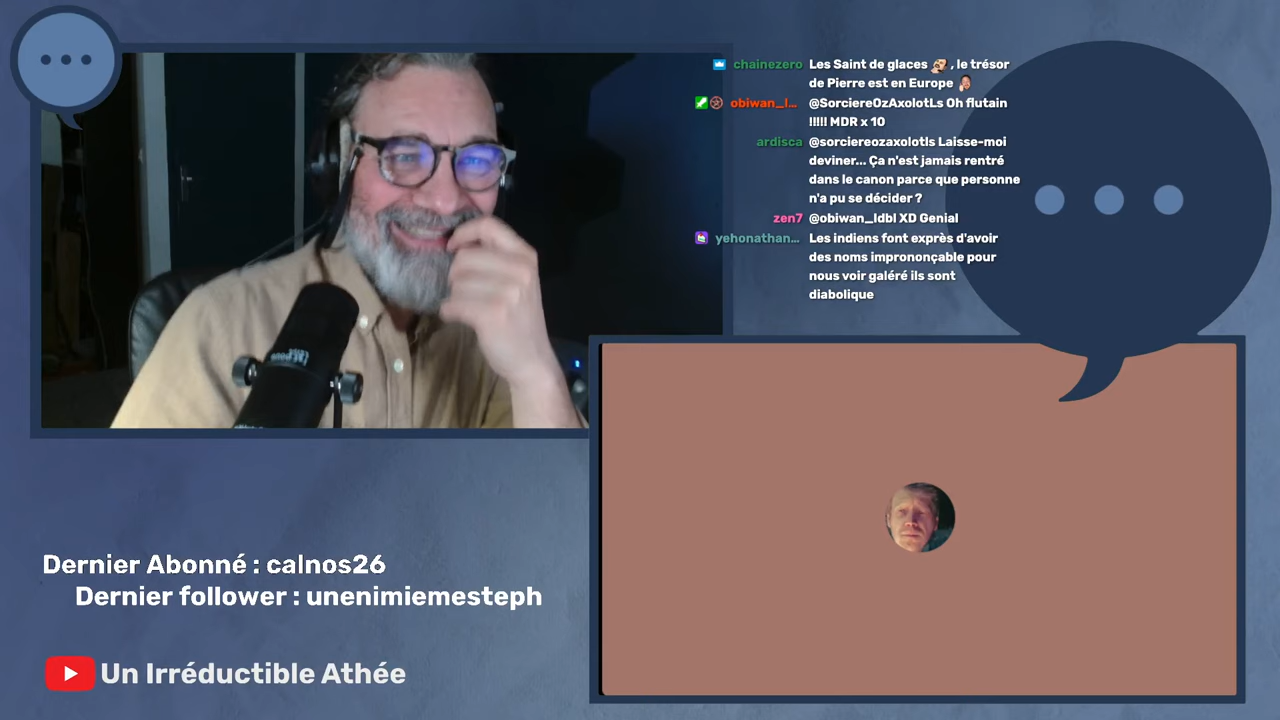 chainezero Les Saint de glaces , le trésor
de Pierre est en Europe
obiwan_l... @SorciereOzAxolotLs Oh flutain
!!!!! MDR x 10
ardisca @sorciereozaxolotls Laisse-moi
deviner... Ça n'est jamais rentré
dans le canon parce que personne
n'a pu se décider ?
zen7 @obiwan_ldbl XD Genial
yehonathan... Les indiens font exprès d'avoir
des noms imprononçable pour
nous voir galéré ils sont
diabolique
Dernier Abonné : calnos26
Dernier follower : unenimiemesteph
Un Irréductible Athée